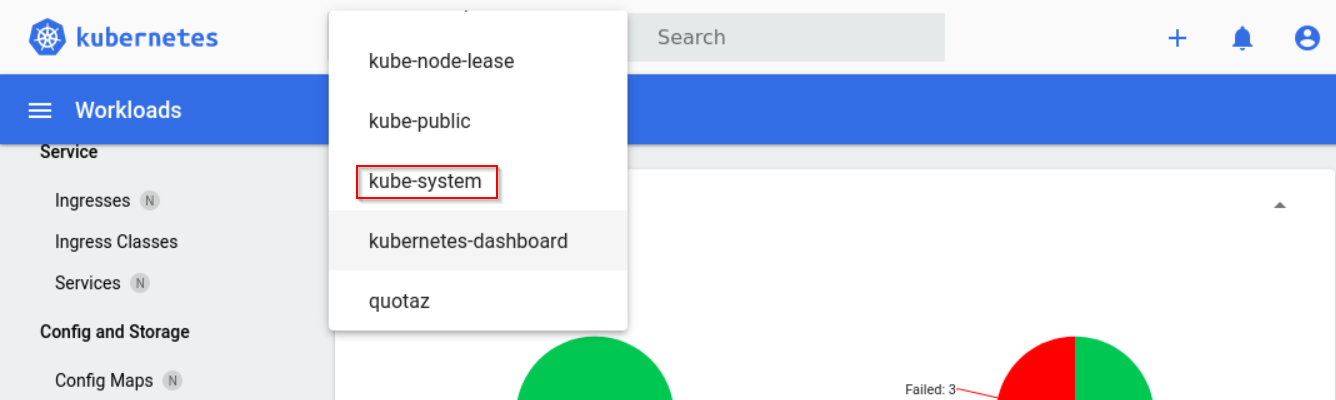 kubernetes
Search
Workloads
Service
Ingresses N
Ingress Classes
Services N
Config and Storage
Config Maps N
kube-node-lease
kube-public
kube-system
kubernetes-dashboard
quotaz
Failed: 3